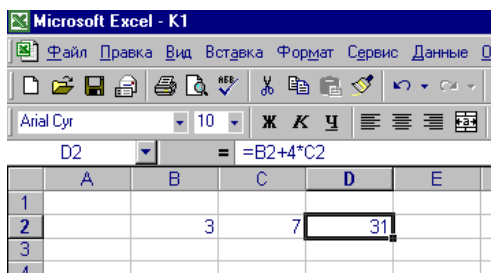 Microsoft Excel - K1
Файл Правка Вид Вставка Формат Сервис Данные О
Arial Cyr 10 Ж К Ч
D2 = =B2+4*C2
A B C D E
1
2 3 7 31
3
4